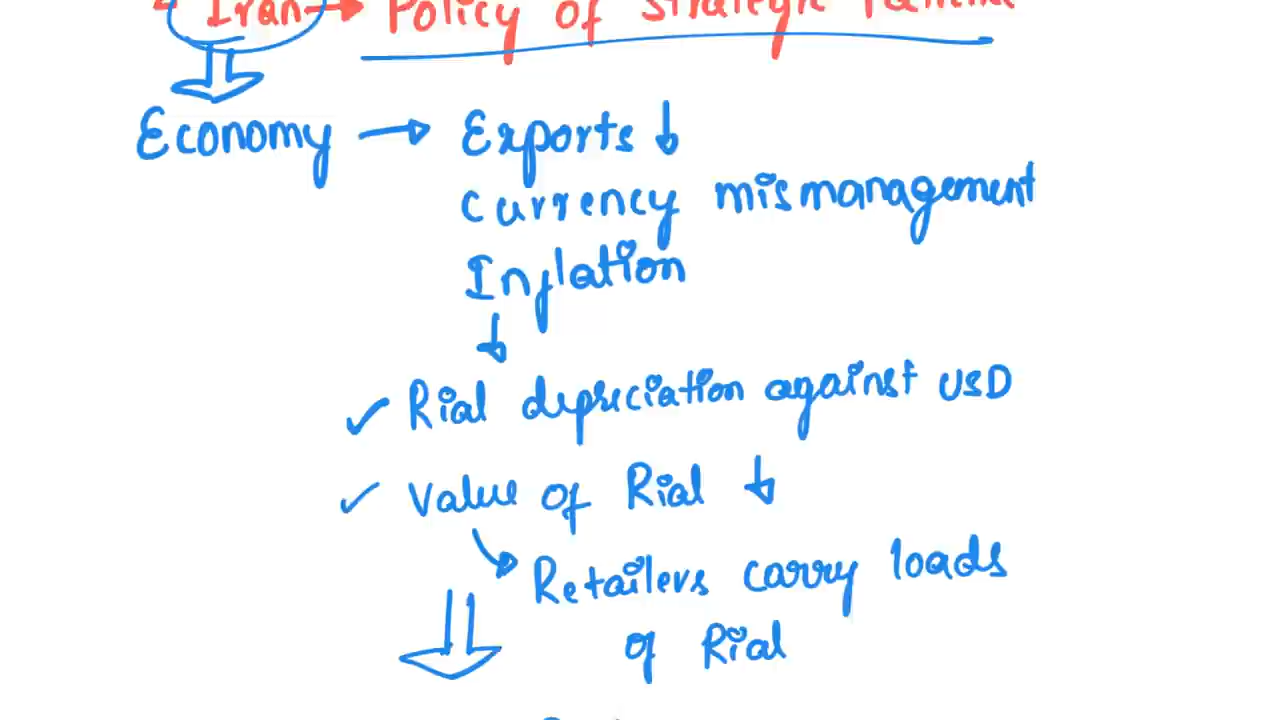 Iran → Policy of Strategic
Economy → Exports ↓
Currency mismanagement
Inflation
↓
✓ Rial depreciation against USD
✓ Value of Rial ↓
Retailers carry loads
of Rial